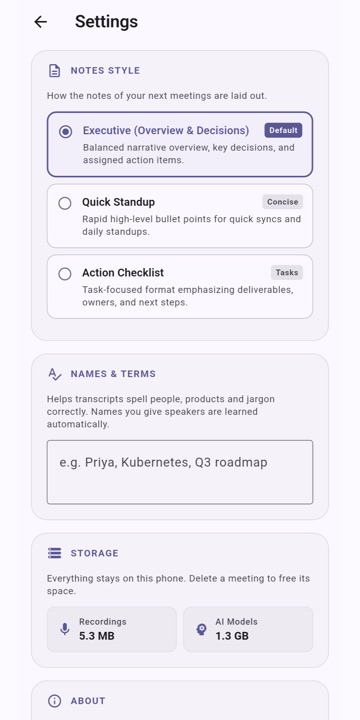 Settings
NOTES STYLE
How the notes of your next meetings are laid out.
Executive (Overview & Decisions)
Default
Balanced narrative overview, key decisions, and
assigned action items.
Quick Standup
Concise
Rapid high-level bullet points for quick syncs and
daily standups.
Action Checklist
Tasks
Task-focused format emphasizing deliverables,
owners, and next steps.
NAMES & TERMS
Helps transcripts spell people, products and jargon
correctly. Names you give speakers are learned
automatically.
e.g. Priya, Kubernetes, Q3 roadmap
STORAGE
Everything stays on this phone. Delete a meeting to free its
space.
Recordings
5.3 MB
AI Models
1.3 GB
ABOUT